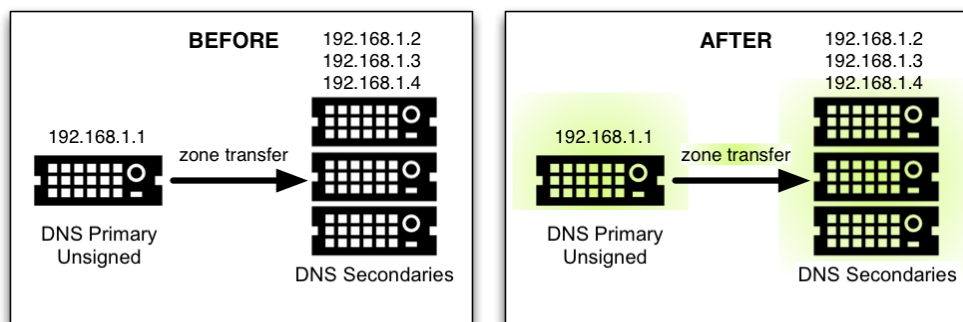 BEFORE
192.168.1.2
192.168.1.3
192.168.1.4
192.168.1.1
zone transfer
DNS Primary
Unsigned
DNS Secondaries
AFTER
192.168.1.2
192.168.1.3
192.168.1.4
192.168.1.1
zone transfer
DNS Primary
Unsigned
DNS Secondaries